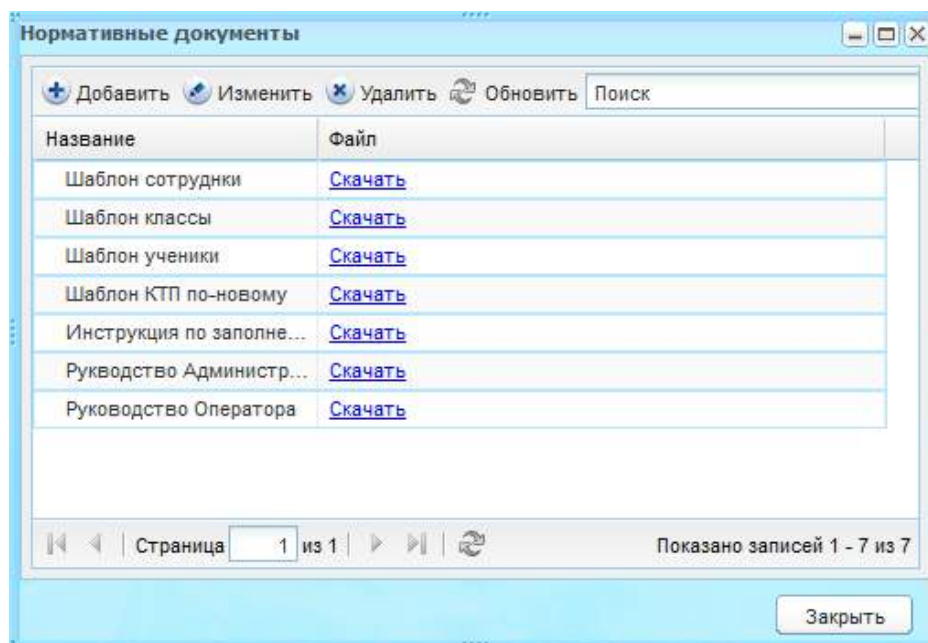 Нормативные документы
Добавить Изменить Удалить Обновить Поиск
Название Файл
Шаблон сотруднки Скачать
Шаблон классы Скачать
Шаблон ученики Скачать
Шаблон КТП по-новому Скачать
Инструкция по заполне... Скачать
Рукводство Администр... Скачать
Руководство Оператора Скачать
Страница 1 из 1 Показано записей 1 - 7 из 7
Закрыть